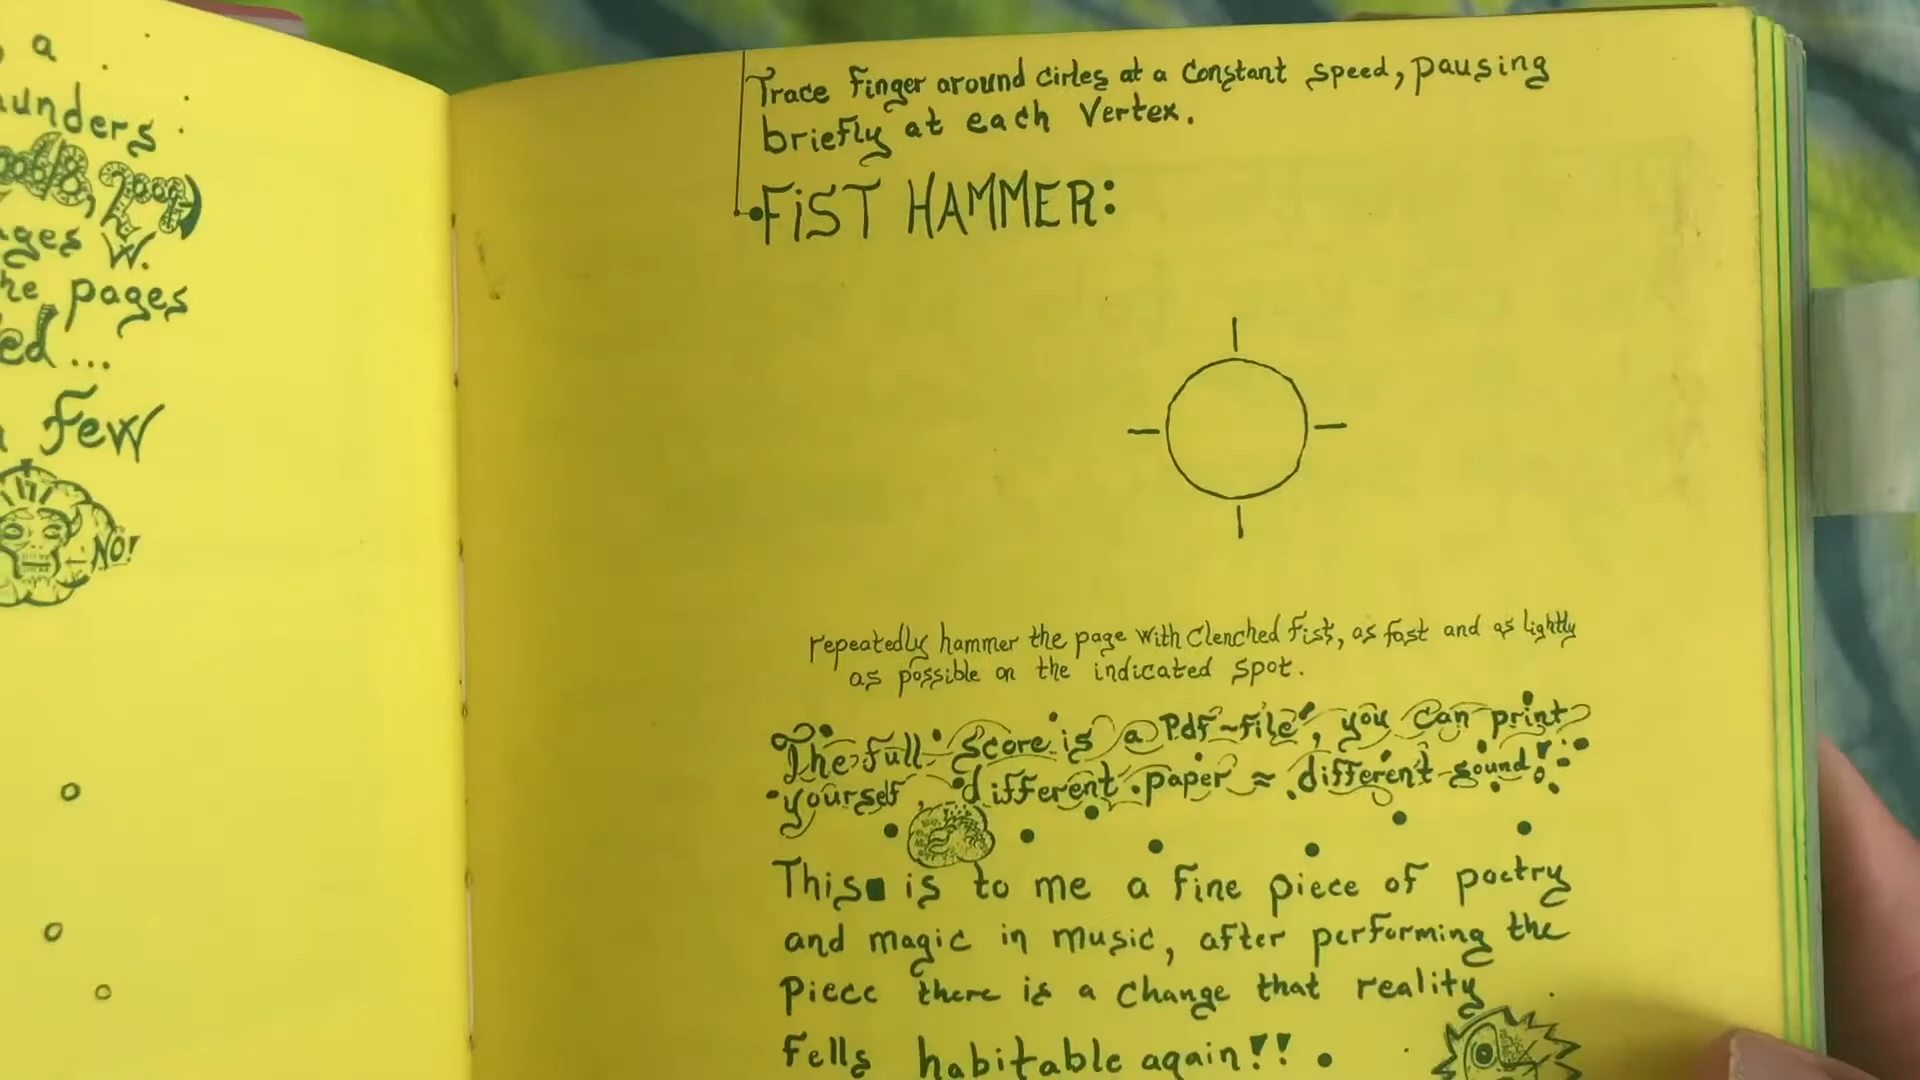 a
aunders
2009)
ages W.
he pages
ed...
Few
NO!
Trace Finger around cirles at a Constant speed, pausing
briefly at each Vertex.
FiST HAMMER:
repeatedly hammer the page with Clenched Fist, as fast and as lightly
as possible on the indicated spot.
The full score is a Pdf~file, you can print
yourself, different paper ≈ different sound!
This is to me a Fine piece of poetry
and magic in music, after performing the
piece there is a change that reality
Fells habitable again!!